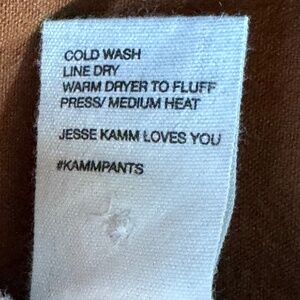 COLD WASH
LINE DRY
WARM DRYER TO FLUFF
PRESS/ MEDIUM HEAT
JESSE KAMM LOVES YOU
#KAMMPANTS